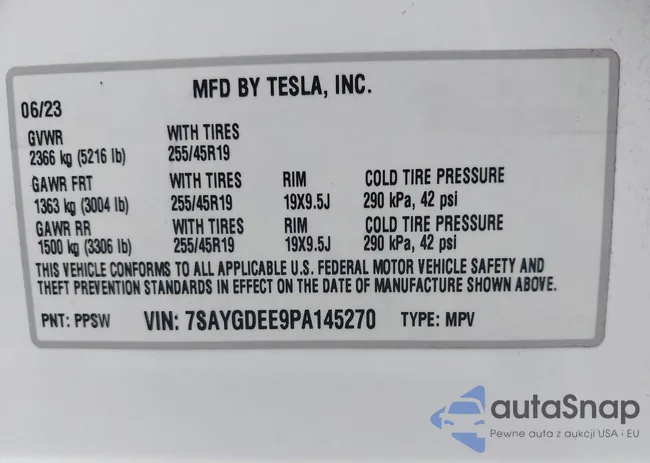 MFD BY TESLA, INC.
06/23
GVWR WITH TIRES
2366 kg (5216 lb) 255/45R19
GAWR FRT WITH TIRES RIM COLD TIRE PRESSURE
1363 kg (3004 lb) 255/45R19 19X9.5J 290 kPa, 42 psi
GAWR RR WITH TIRES RIM COLD TIRE PRESSURE
1500 kg (3306 lb) 255/45R19 19X9.5J 290 kPa, 42 psi
THIS VEHICLE CONFORMS TO ALL APPLICABLE U.S. FEDERAL MOTOR VEHICLE SAFETY AND
THEFT PREVENTION STANDARDS IN EFFECT ON THE DATE OF MANUFACTURE SHOWN ABOVE.
PNT: PPSW VIN: 7SAYGDEE9PA145270 TYPE: MPV
autaSnap
Pewne auta z aukcji USA i EU